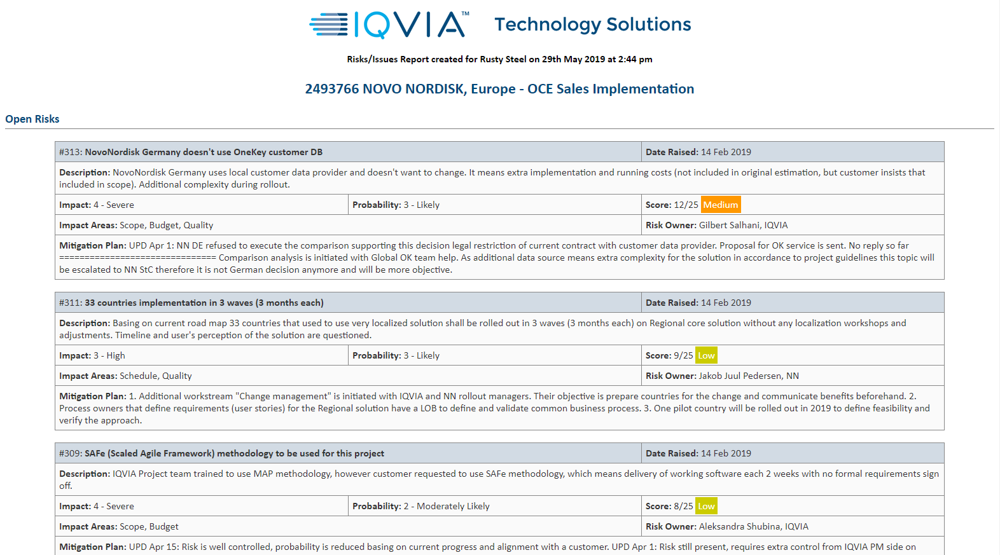 IQVIA™ Technology Solutions
Risks/Issues Report created for Rusty Steel on 29th May 2019 at 2:44 pm
2493766 NOVO NORDISK, Europe - OCE Sales Implementation
Open Risks
#313: NovoNordisk Germany doesn't use OneKey customer DB
Date Raised: 14 Feb 2019
Description: NovoNordisk Germany uses local customer data provider and doesn't want to change. It means extra implementation and running costs (not included in original estimation, but customer insists that
included in scope). Additional complexity during rollout.
Impact: 4 - Severe
Probability: 3 - Likely
Score: 12/25 Medium
Impact Areas: Scope, Budget, Quality
Risk Owner: Gilbert Salhani, IQVIA
Mitigation Plan: UPD Apr 1: NN DE refused to execute the comparison supporting this decision legal restriction of current contract with customer data provider. Proposal for OK service is sent. No reply so far
=============================== Comparison analysis is initiated with Global OK team help. As additional data source means extra complexity for the solution in accordance to project guidelines this topic will
be escalated to NN StC therefore it is not German decision anymore and will be more objective.
#311: 33 countries implementation in 3 waves (3 months each)
Date Raised: 14 Feb 2019
Description: Basing on current road map 33 countries that used to use very localized solution shall be rolled out in 3 waves (3 months each) on Regional core solution without any localization workshops and
adjustments. Timeline and user's perception of the solution are questioned.
Impact: 3 - High
Probability: 3 - Likely
Score: 9/25 Low
Impact Areas: Schedule, Quality
Risk Owner: Jakob Juul Pedersen, NN
Mitigation Plan: 1. Additional workstream "Change management" is initiated with IQVIA and NN rollout managers. Their objective is prepare countries for the change and communicate benefits beforehand. 2.
Process owners that define requirements (user stories) for the Regional solution have a LOB to define and validate common business process. 3. One pilot country will be rolled out in 2019 to define feasibility and
verify the approach.
#309: SAFe (Scaled Agile Framework) methodology to be used for this project
Date Raised: 14 Feb 2019
Description: IQVIA Project team trained to use MAP methodology, however customer requested to use SAFe methodology, which means delivery of working software each 2 weeks with no formal requirements sign
off.
Impact: 4 - Severe
Probability: 2 - Moderately Likely
Score: 8/25 Low
Impact Areas: Scope, Budget
Risk Owner: Aleksandra Shubina, IQVIA
Mitigation Plan: UPD Apr 15: Risk is well controlled, probability is reduced basing on current progress and alignment with a customer. UPD Apr 1: Risk still present, requires extra control from IQVIA PM side on